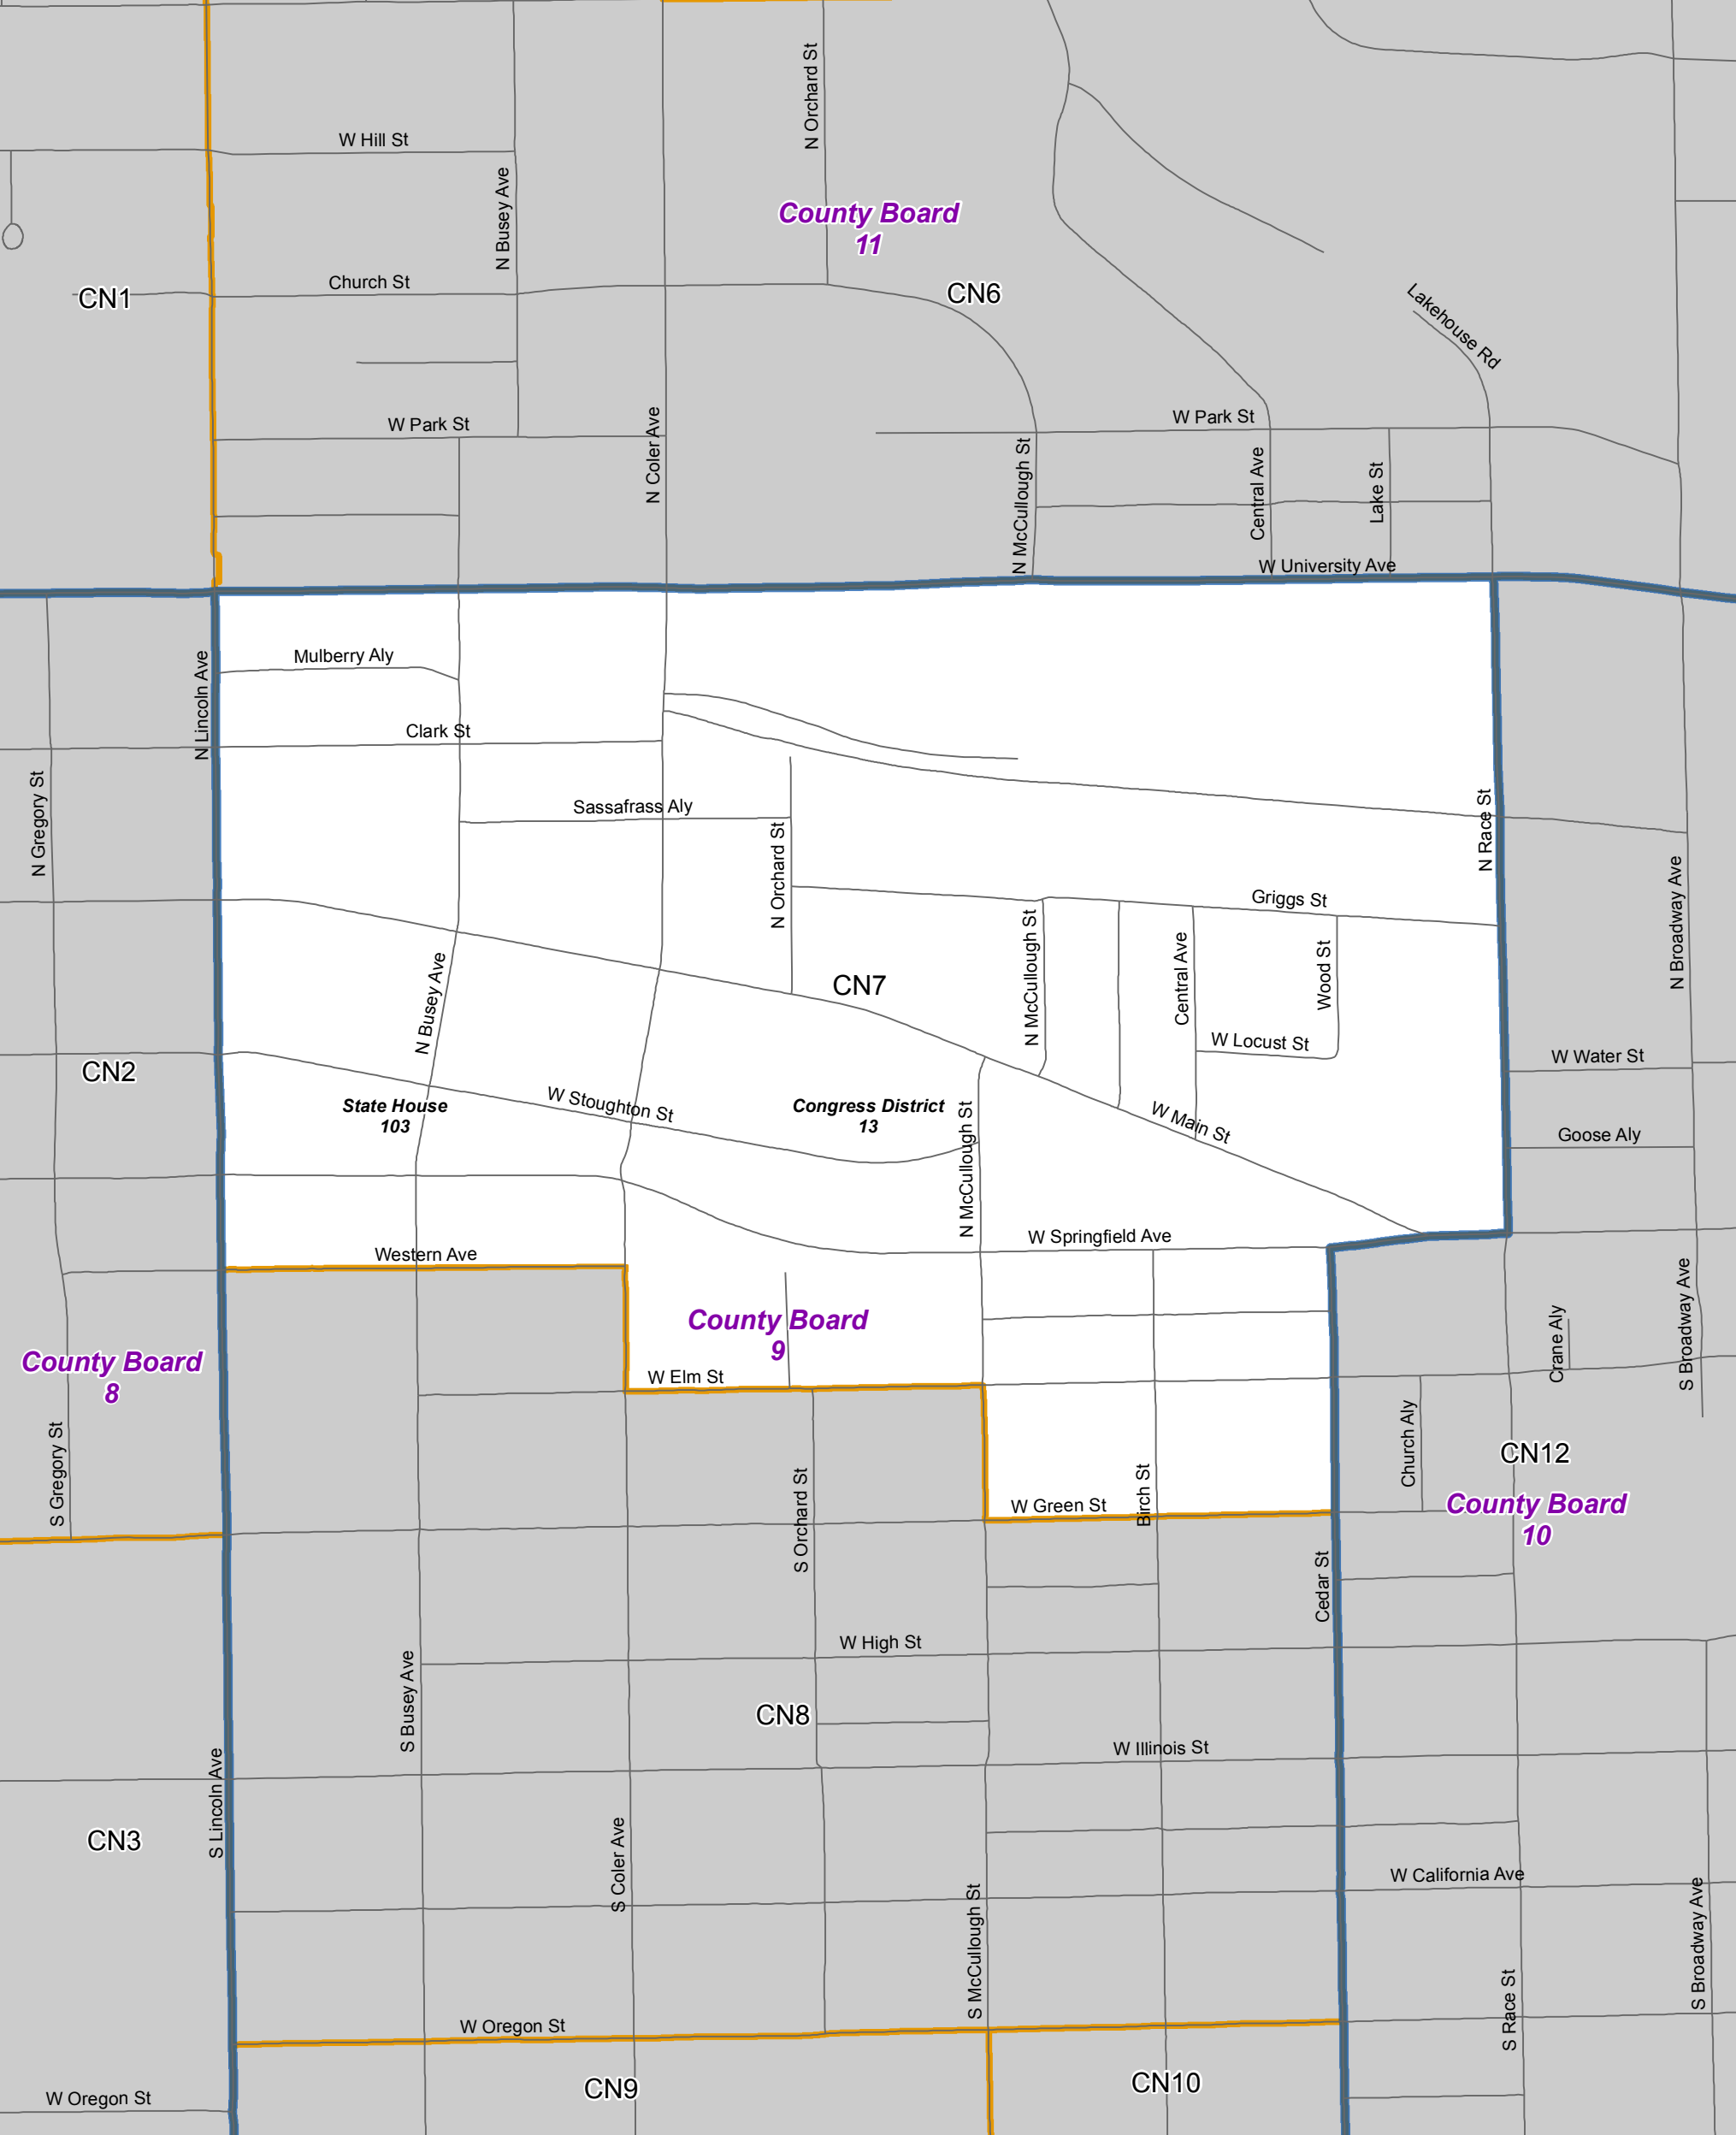 N Orchard St
W Hill St
N Busey Ave
County Board
11
CN1
Church St
CN6
Lakehouse Rd
W Park St
N Coler Ave
W Park St
N McCullough St
Central Ave
Lake St
W University Ave
Mulberry Aly
N Lincoln Ave
Clark St
N Gregory St
Sassafrass Aly
N Orchard St
N Race St
Griggs St
N Broadway Ave
N McCullough St
Central Ave
Wood St
N Busey Ave
CN7
W Locust St
W Water St
CN2
State House
103
W Stoughton St
Congress District
13
N McCullough St
W Main St
Goose Aly
Western Ave
W Springfield Ave
County Board
9
S Broadway Ave
Crane Aly
County Board
8
W Elm St
Church Aly
CN12
S Gregory St
S Orchard St
W Green St
Birch St
County Board
10
Cedar St
W High St
S Busey Ave
CN8
W Illinois St
S Lincoln Ave
CN3
S Coler Ave
W California Ave
S McCullough St
S Broadway Ave
S Race St
W Oregon St
W Oregon St
CN9
CN10